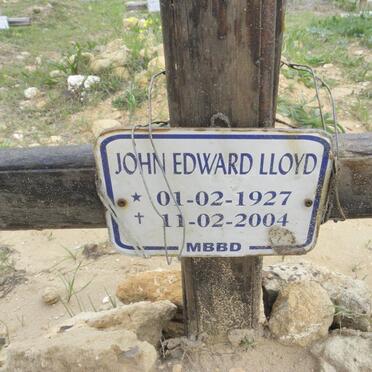 JOHN EDWARD LLOYD
★ 01-02-1927
✝ 11-02-2004
MBBD